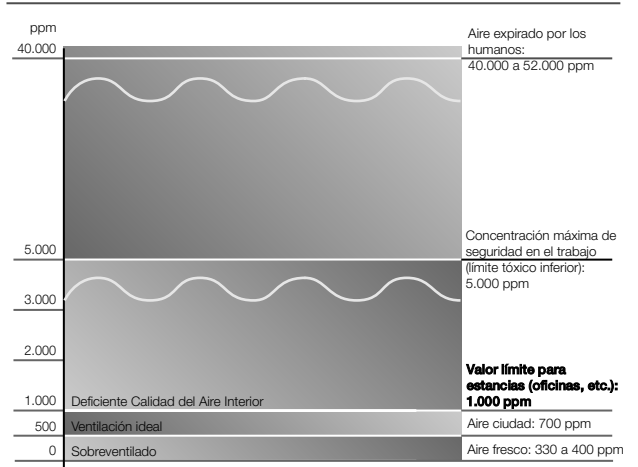 ppm
40.000
Aire expirado por los
humanos:
40.000 a 52.000 ppm
5.000
Concentración máxima de
seguridad en el trabajo
(límite tóxico inferior):
5.000 ppm
3.000
2.000
1.000
Deficiente Calidad del Aire Interior
Valor límite para
estancias (oficinas, etc.):
1.000 ppm
500
Ventilación ideal
Aire ciudad: 700 ppm
0
Sobreventilado
Aire fresco: 330 a 400 ppm